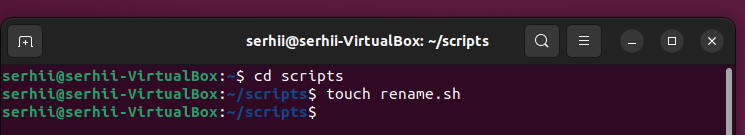 serhii@serhii-VirtualBox: ~/scripts
serhii@serhii-VirtualBox:~$ cd scripts
serhii@serhii-VirtualBox:~/scripts$ touch rename.sh
serhii@serhii-VirtualBox:~/scripts$